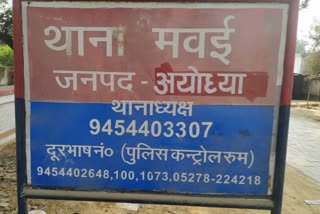 थाना मवई
जनपद - अयोध्या
थानाध्यक्ष
9454403307
दूरभाष नं० (पुलिस कन्ट्रोल रुम)
9454402648,100,1073,05278-224218